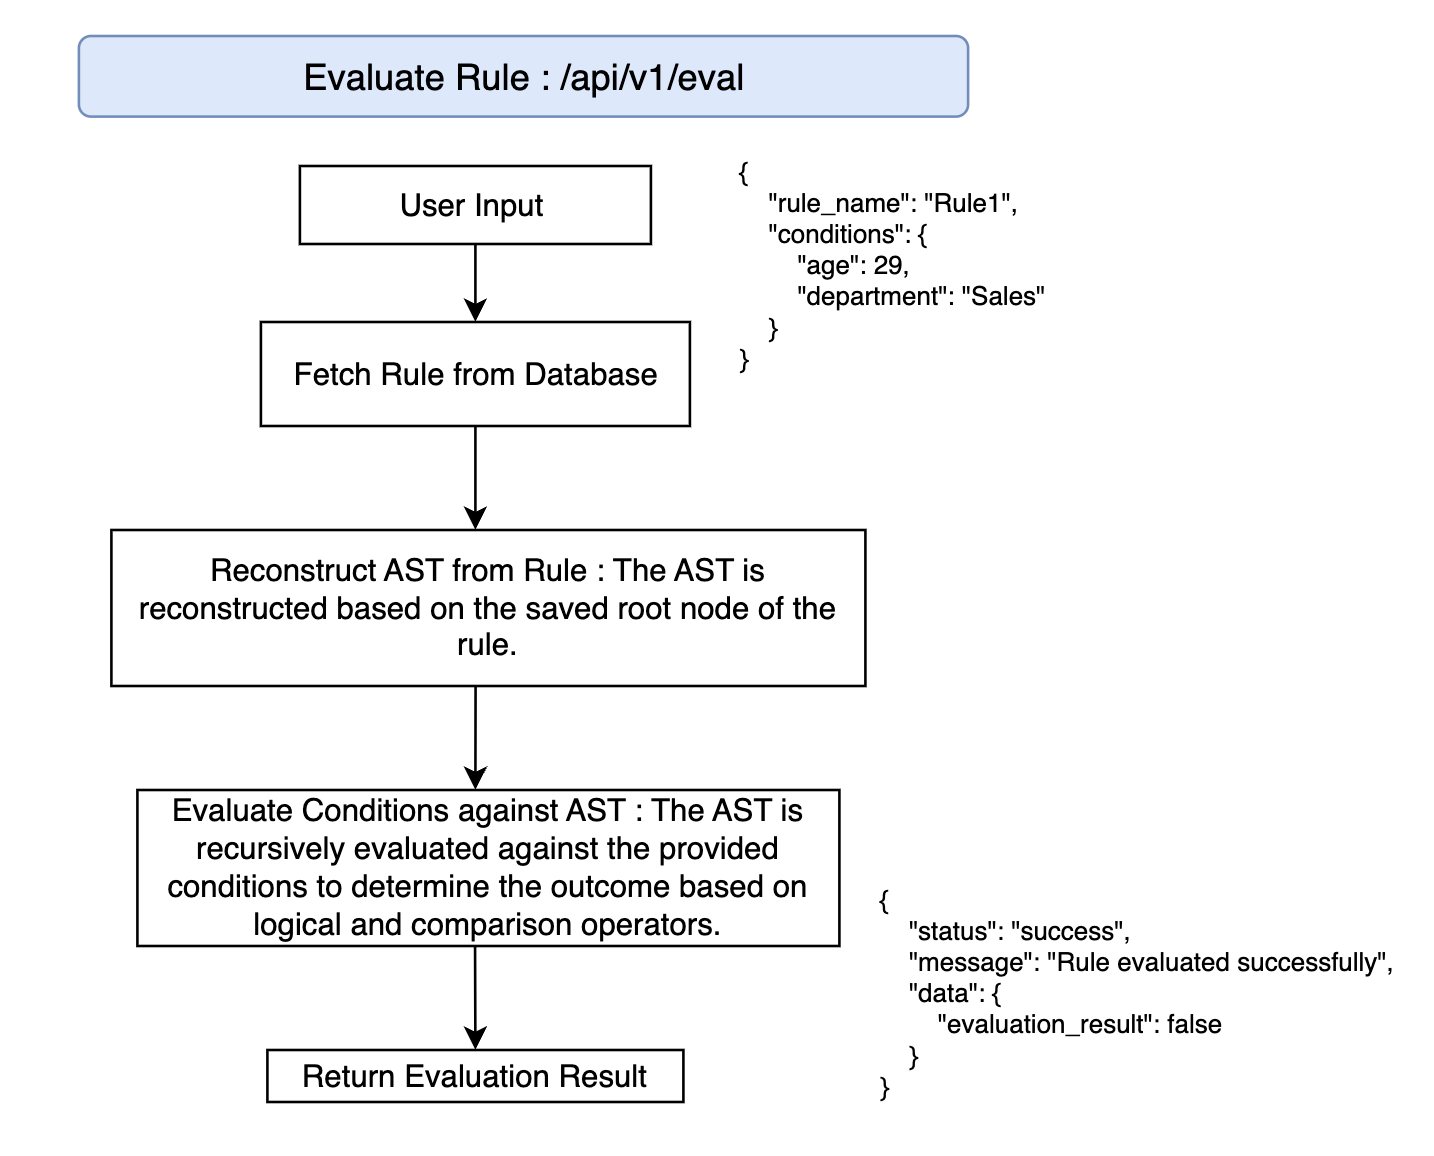 Evaluate Rule : /api/v1/eval
User Input
{
"rule_name": "Rule1",
"conditions": {
"age": 29,
"department": "Sales"
}
}
Fetch Rule from Database
Reconstruct AST from Rule : The AST is
reconstructed based on the saved root node of the
rule.
Evaluate Conditions against AST : The AST is
recursively evaluated against the provided
conditions to determine the outcome based on
logical and comparison operators.
{
"status": "success",
"message": "Rule evaluated successfully",
"data": {
"evaluation_result": false
}
}
Return Evaluation Result